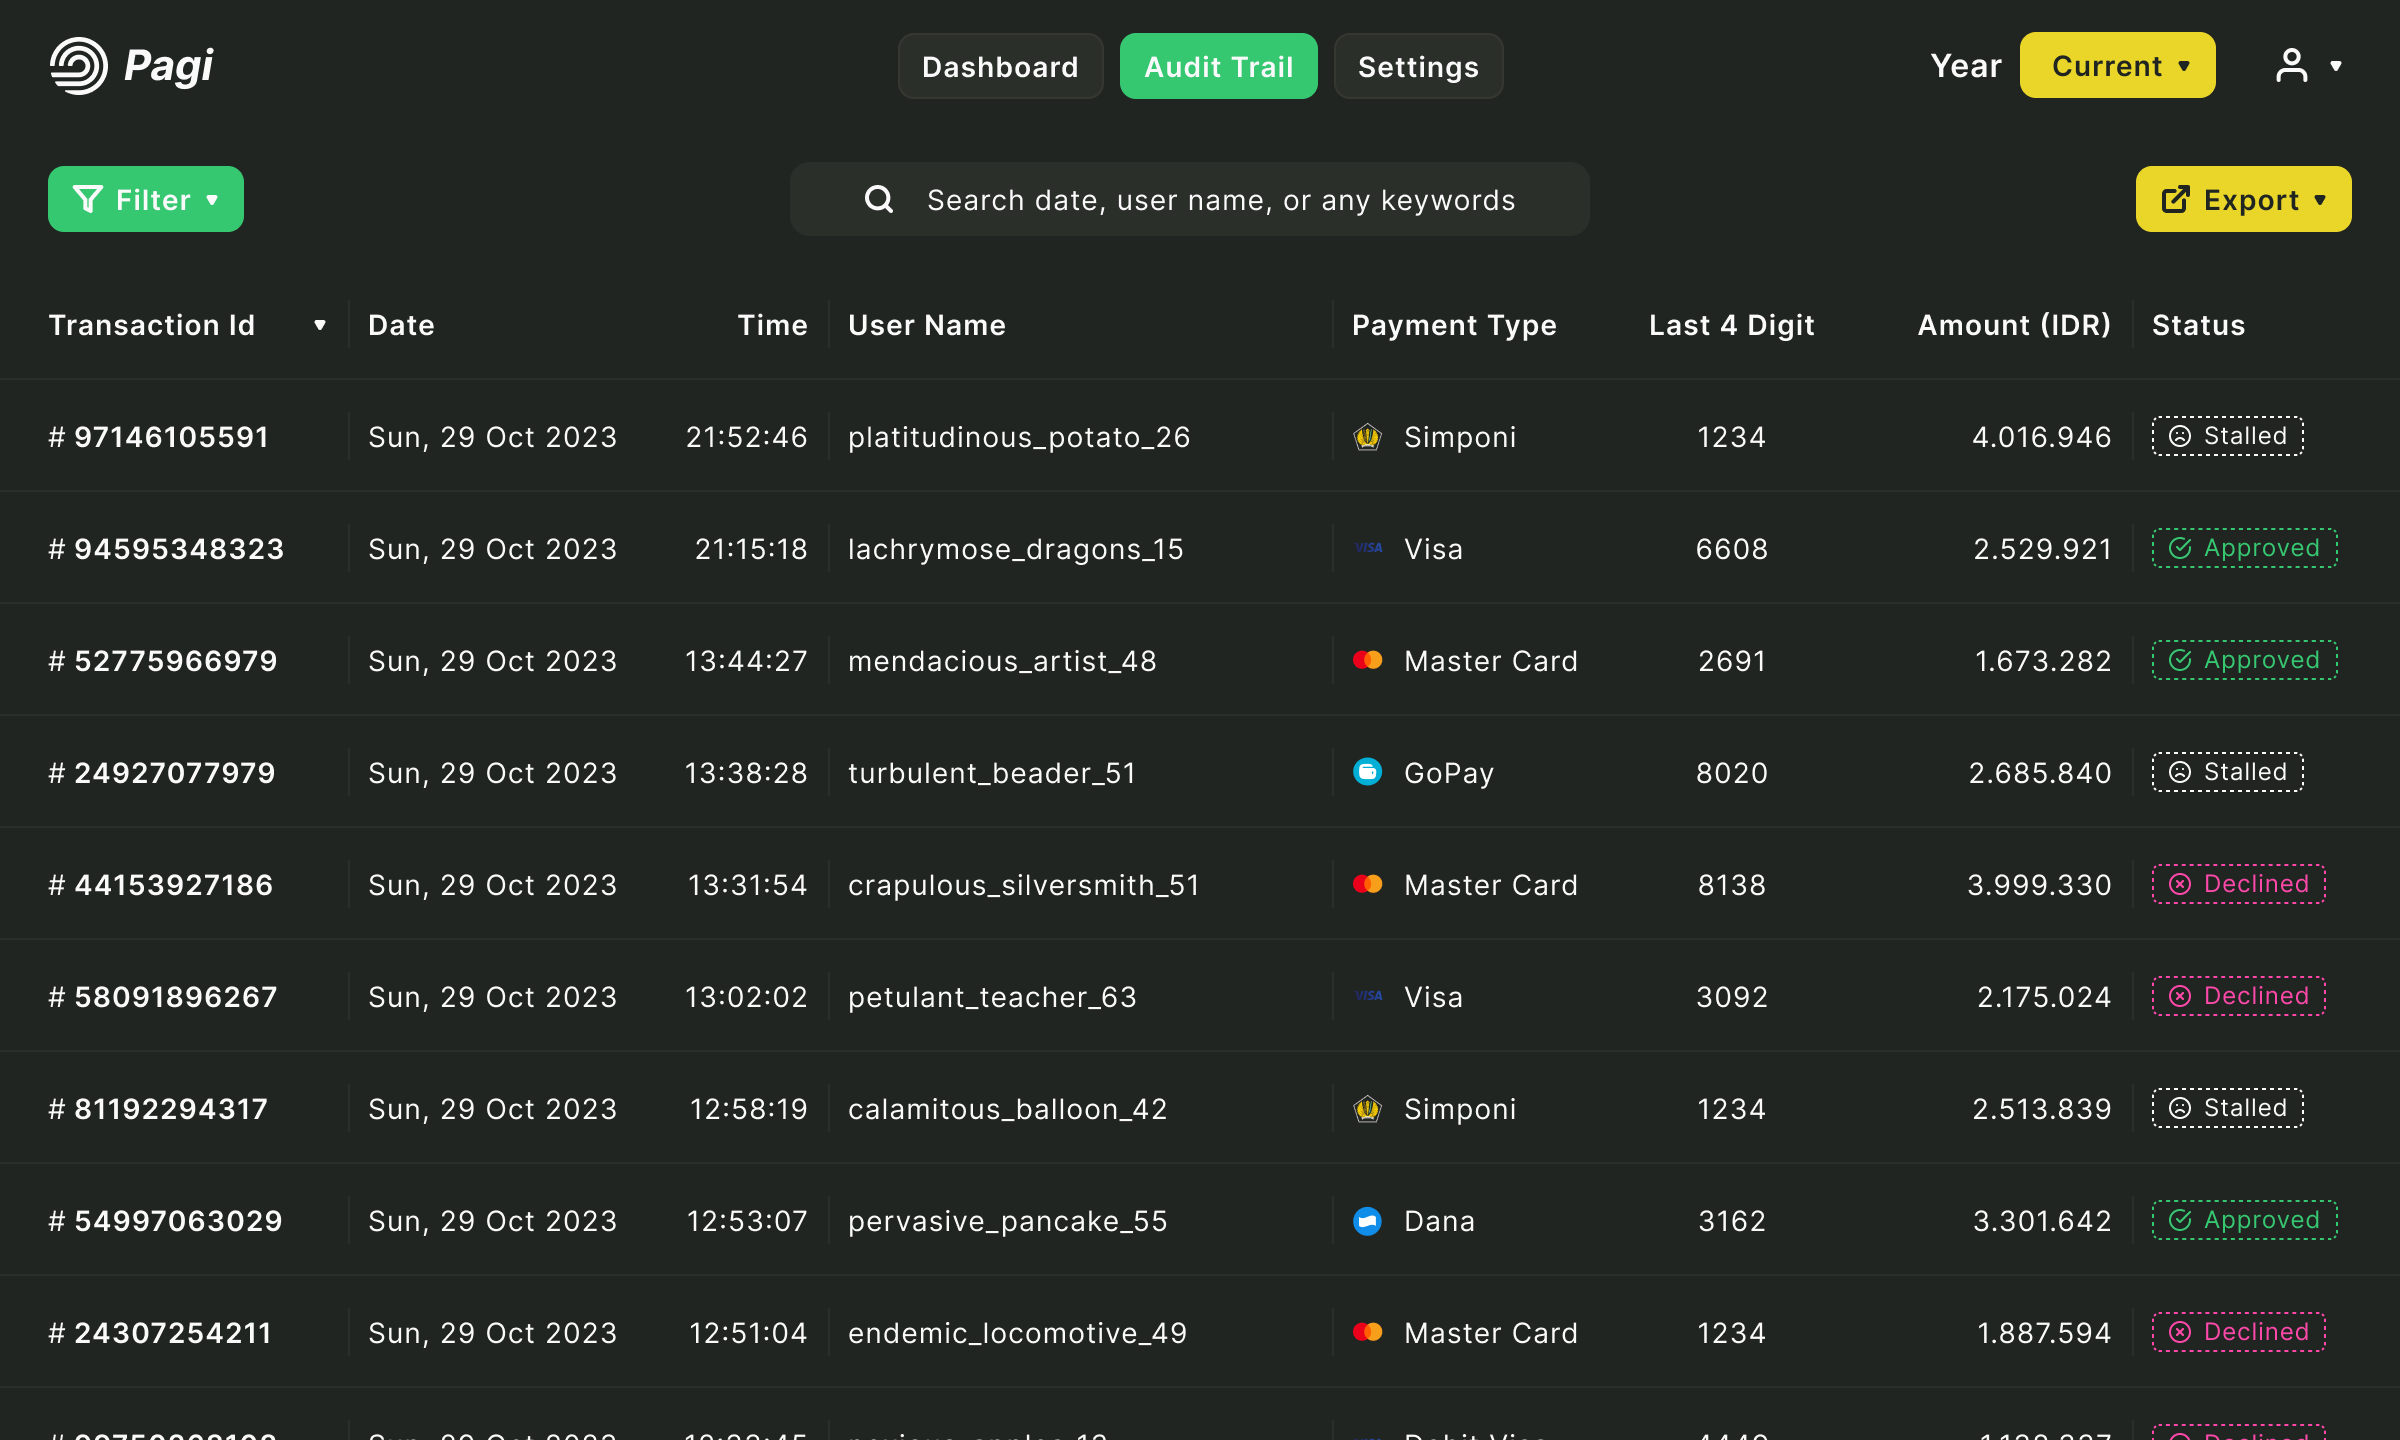 Pagi Dashboard Audit Trail Settings Year Current
Filter Search date, user name, or any keywords Export
Transaction Id Date Time User Name Payment Type Last 4 Digit Amount (IDR) Status
# 97146105591 Sun, 29 Oct 2023 21:52:46 platitudinous_potato_26 Simponi 1234 4.016.946 Stalled
# 94595348323 Sun, 29 Oct 2023 21:15:18 lachrymose_dragons_15 VISA Visa 6608 2.529.921 Approved
# 52775966979 Sun, 29 Oct 2023 13:44:27 mendacious_artist_48 Master Card 2691 1.673.282 Approved
# 24927077979 Sun, 29 Oct 2023 13:38:28 turbulent_beader_51 GoPay 8020 2.685.840 Stalled
# 44153927186 Sun, 29 Oct 2023 13:31:54 crapulous_silversmith_51 Master Card 8138 3.999.330 Declined
# 58091896267 Sun, 29 Oct 2023 13:02:02 petulant_teacher_63 VISA Visa 3092 2.175.024 Declined
# 81192294317 Sun, 29 Oct 2023 12:58:19 calamitous_balloon_42 Simponi 1234 2.513.839 Stalled
# 54997063029 Sun, 29 Oct 2023 12:53:07 pervasive_pancake_55 Dana 3162 3.301.642 Approved
# 24307254211 Sun, 29 Oct 2023 12:51:04 endemic_locomotive_49 Master Card 1234 1.887.594 Declined
Sun, 29 Oct 2023 Debit Visa Declined